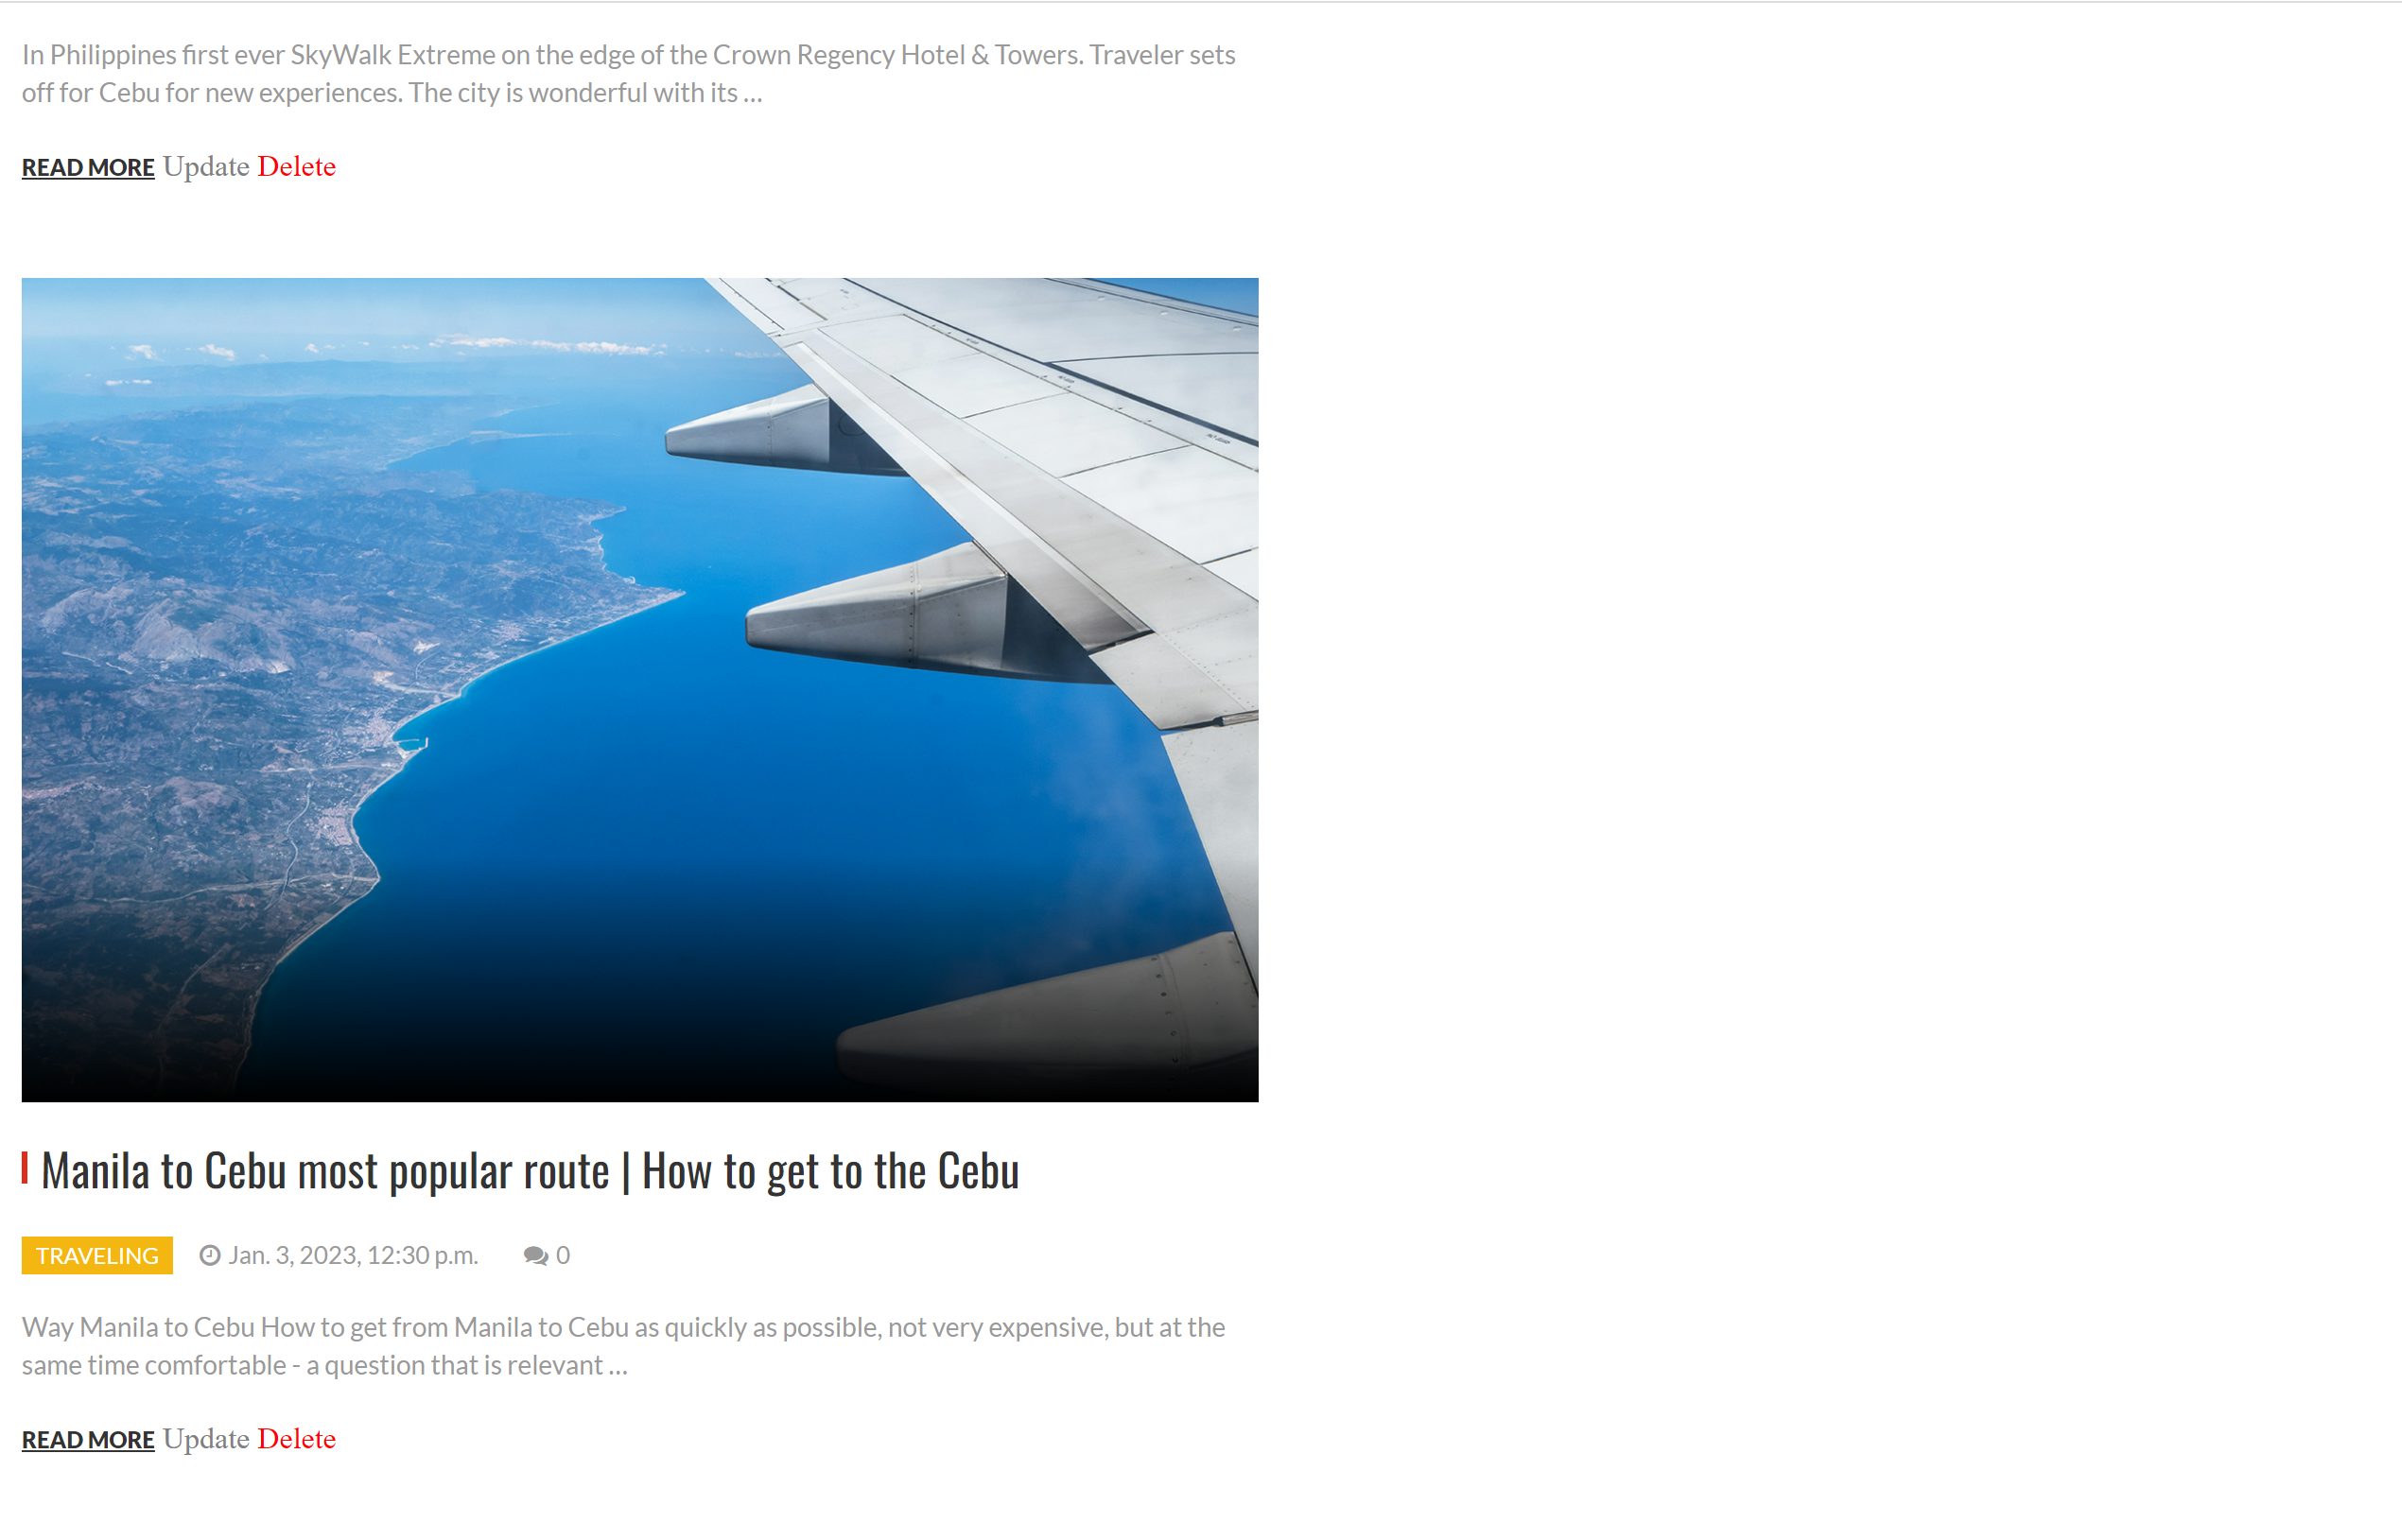 In Philippines first ever SkyWalk Extreme on the edge of the Crown Regency Hotel & Towers. Traveler sets
off for Cebu for new experiences. The city is wonderful with its ...
READ MORE Update Delete
Manila to Cebu most popular route | How to get to the Cebu
TRAVELING Jan. 3, 2023, 12:30 p.m. 0
Way Manila to Cebu How to get from Manila to Cebu as quickly as possible, not very expensive, but at the
same time comfortable - a question that is relevant ...
READ MORE Update Delete